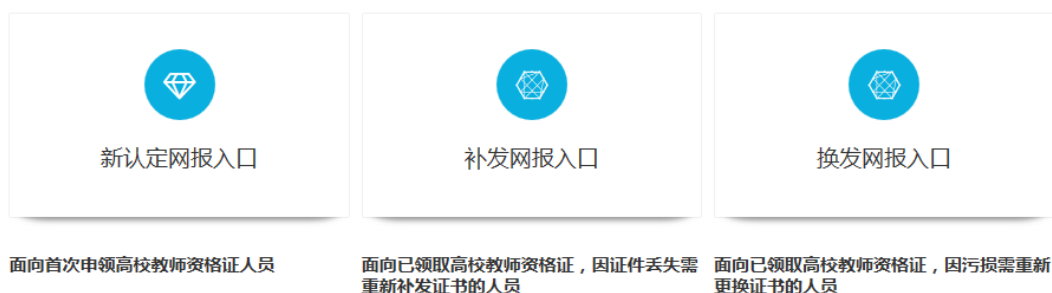 新认定网报入口
补发网报入口
换发网报入口
面向首次申领高校教师资格证人员
面向已领取高校教师资格证，因证件丢失需
重新补发证书的人员
面向已领取高校教师资格证，因污损需重新
更换证书的人员